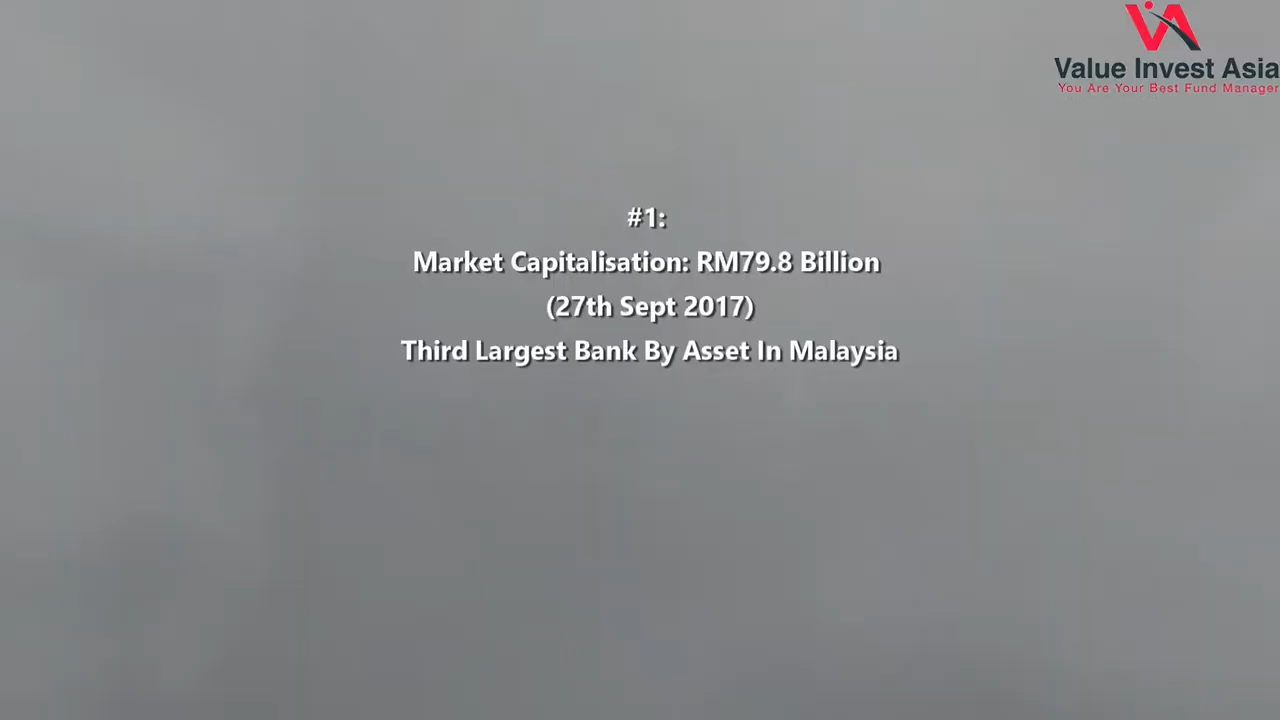 Value Invest Asia
You Are Your Best Fund Manager
#1:
Market Capitalisation: RM79.8 Billion
(27th Sept 2017)
Third Largest Bank By Asset In Malaysia